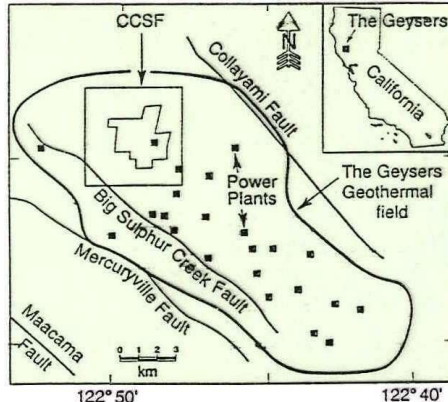 CCSF
N
The Geysers
California
Collayami Fault
The Geysers
Geothermal
field
Power
Plants
Big Sulphur Creek Fault
Mercuryville Fault
Maacama
Fault
0 1 2 3
km
122° 50'
122° 40'